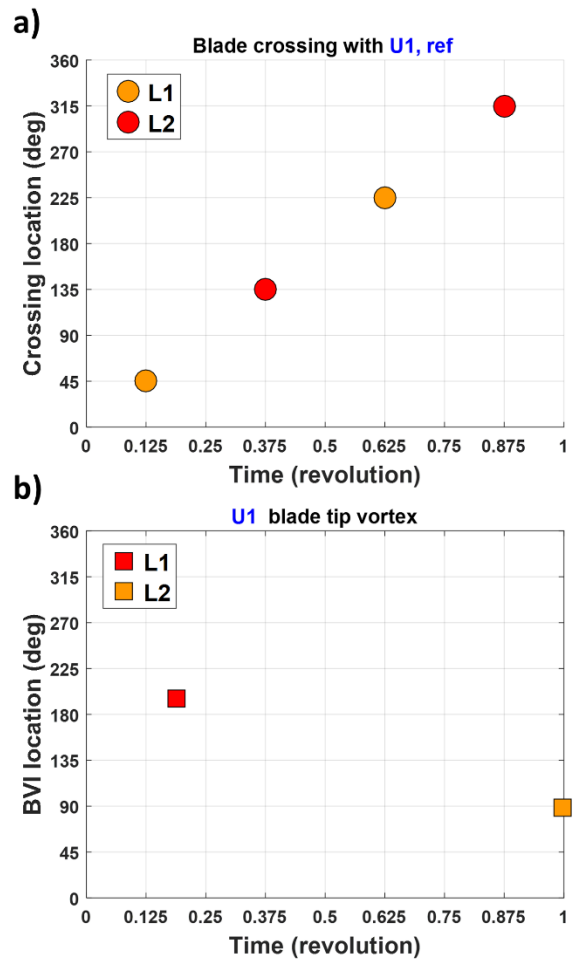 a)
Blade crossing with U1, ref
360
315
270
225
180
135
90
45
0
Crossing location (deg)
L1
L2
0 0.125 0.25 0.375 0.5 0.625 0.75 0.875 1
Time (revolution)
b)
U1 blade tip vortex
360
315
270
225
180
135
90
45
0
BVI location (deg)
L1
L2
0 0.125 0.25 0.375 0.5 0.625 0.75 0.875 1
Time (revolution)